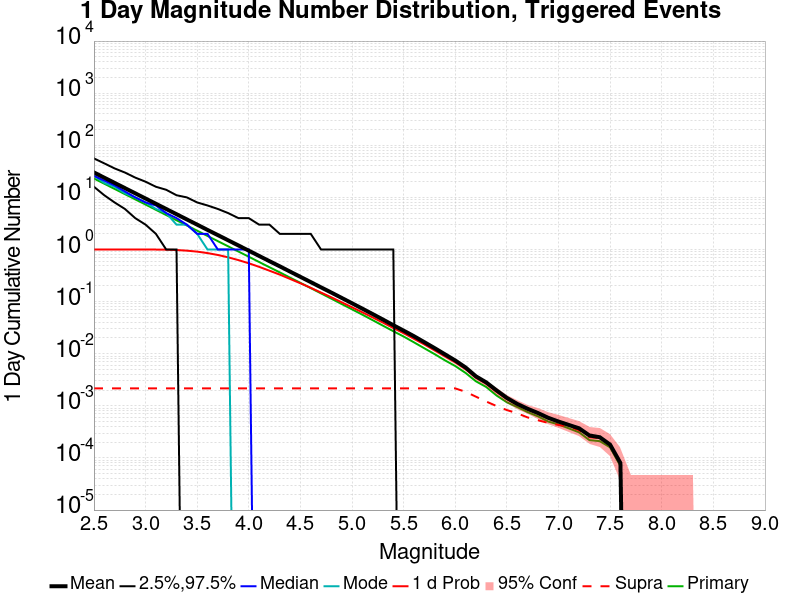 1 Day Magnitude Number Distribution, Triggered Events
10^4
10^3
10^2
10^1
10^0
10^-1
10^-2
10^-3
10^-4
10^-5
1 Day Cumulative Number
2.5 3.0 3.5 4.0 4.5 5.0 5.5 6.0 6.5 7.0 7.5 8.0 8.5 9.0
Magnitude
Mean 2.5%,97.5% Median Mode 1 d Prob 95% Conf Supra Primary